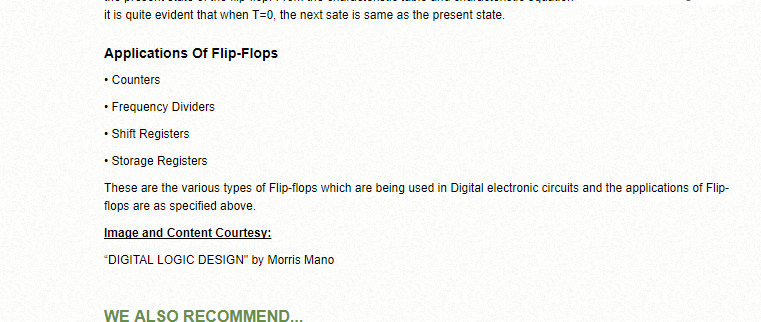 it is quite evident that when T=0, the next sate is same as the present state.
Applications Of Flip-Flops
• Counters
• Frequency Dividers
• Shift Registers
• Storage Registers
These are the various types of Flip-flops which are being used in Digital electronic circuits and the applications of Flip-
flops are as specified above.
Image and Content Courtesy:
“DIGITAL LOGIC DESIGN” by Morris Mano
WE ALSO RECOMMEND...